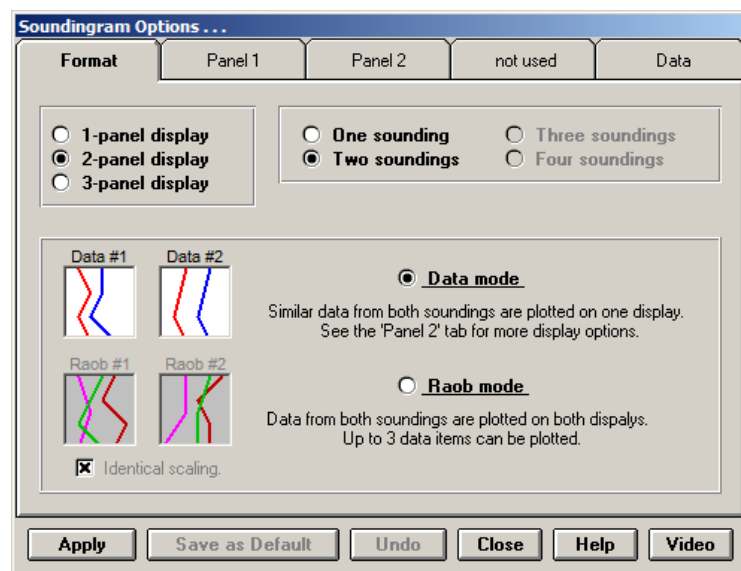 Soundingram Options . . .
Format Panel 1 Panel 2 not used Data
1-panel display
2-panel display
3-panel display
One sounding
Two soundings
Three soundings
Four soundings
Data #1 Data #2
Data mode
Similar data from both soundings are plotted on one display.
See the 'Panel 2' tab for more display options.
Raob #1 Raob #2
Raob mode
Data from both soundings are plotted on both dispalys.
Up to 3 data items can be plotted.
Identical scaling.
Apply Save as Default Undo Close Help Video